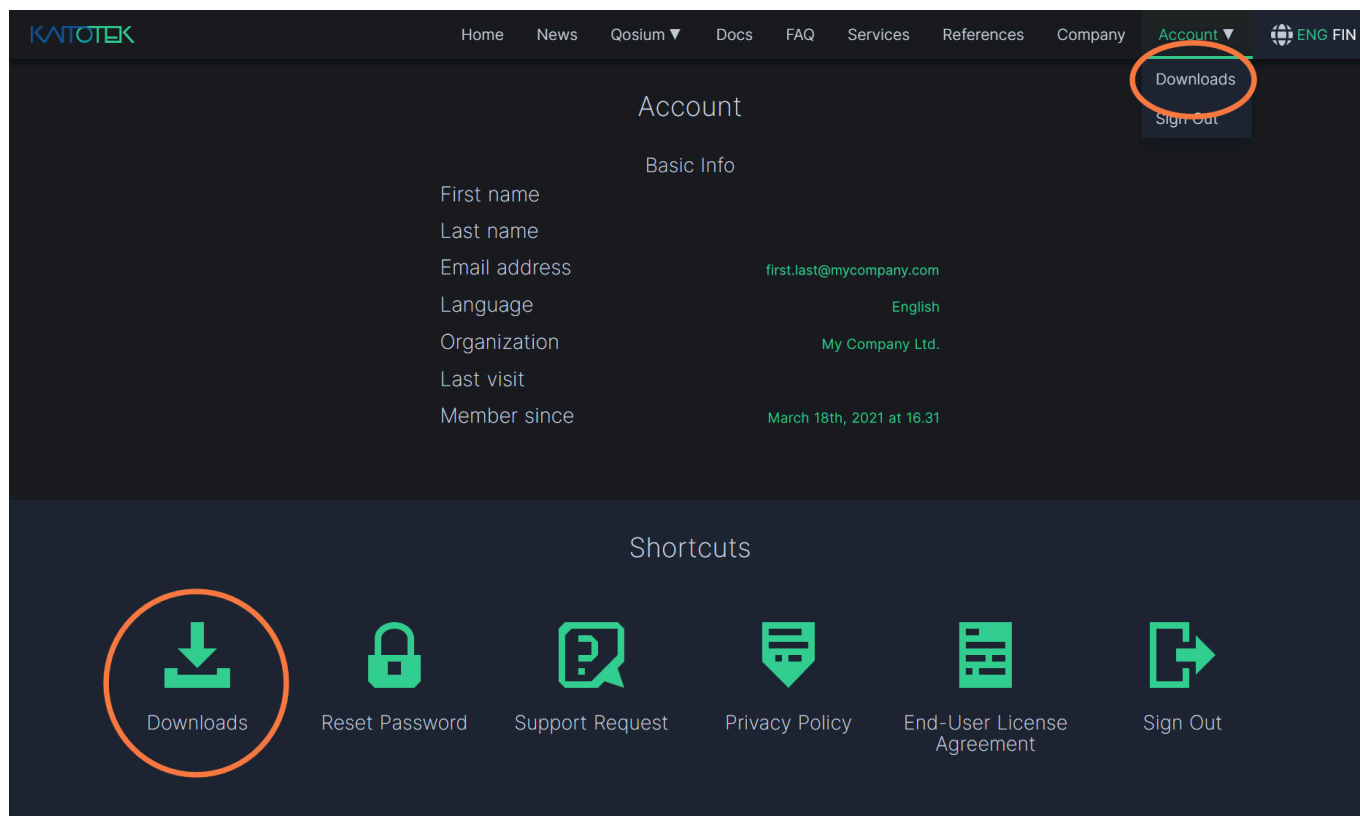 KAITOTEK
Home News Qosium ▼ Docs FAQ Services References Company Account ▼ ENG FIN
Downloads
Sign Out
Account
Basic Info
First name
Last name
Email address first.last@mycompany.com
Language English
Organization My Company Ltd.
Last visit
Member since March 18th, 2021 at 16.31
Shortcuts
Downloads Reset Password Support Request Privacy Policy End-User License Sign Out
Agreement